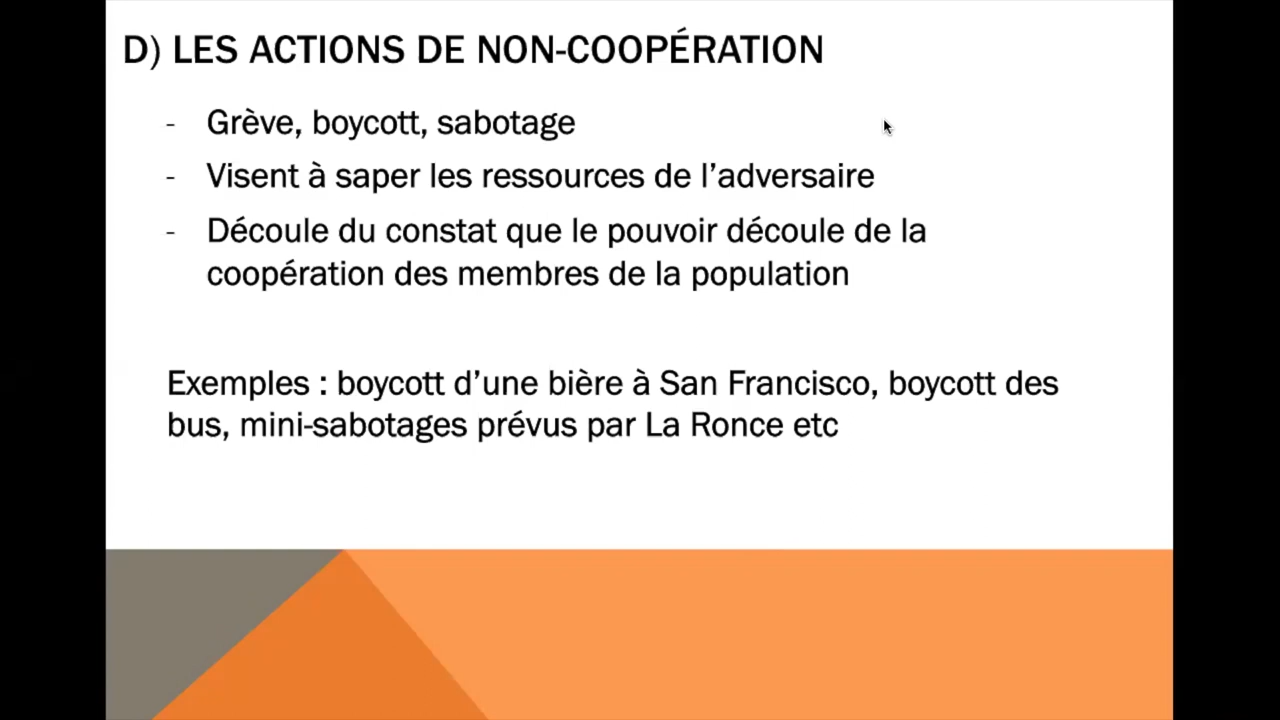 D) LES ACTIONS DE NON-COOPÉRATION
- Grève, boycott, sabotage
- Visent à saper les ressources de l’adversaire
- Découle du constat que le pouvoir découle de la
coopération des membres de la population
Exemples : boycott d’une bière à San Francisco, boycott des
bus, mini-sabotages prévus par La Ronce etc